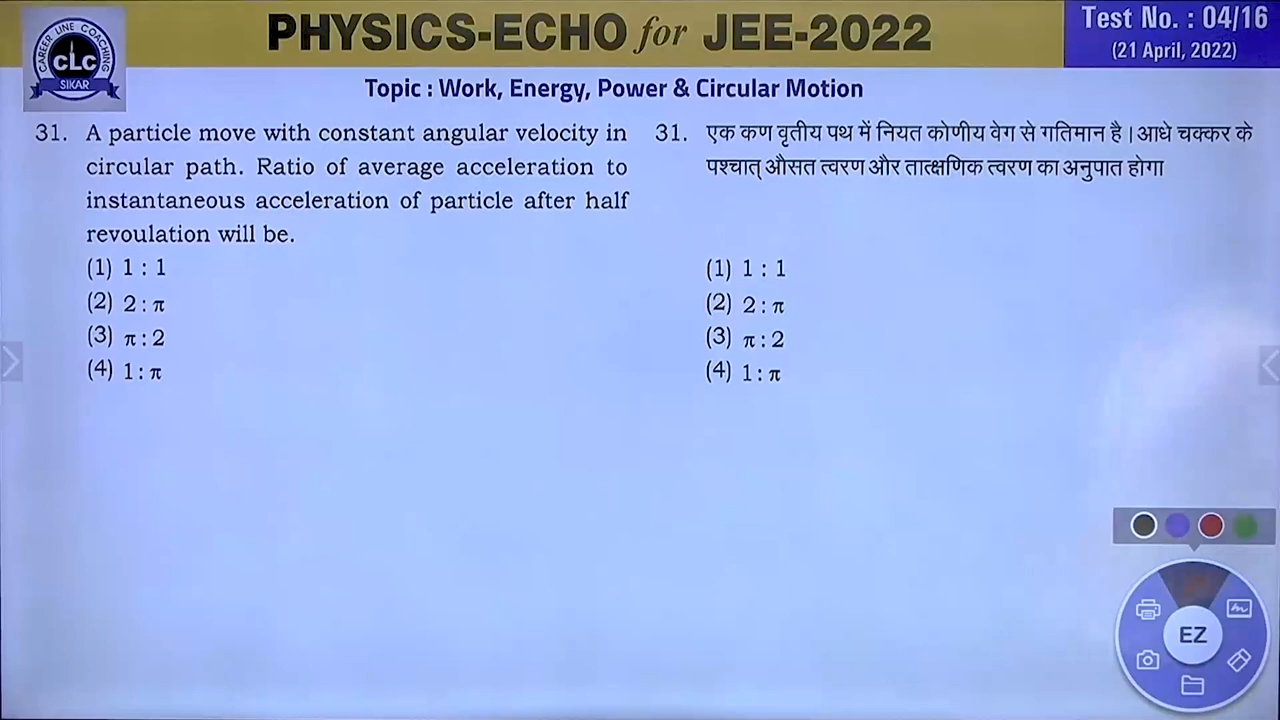 PHYSICS-ECHO for JEE-2022
Test No. : 04/16
(21 April, 2022)
CAREER LINE COACHING
CLC
SIKAR
Topic : Work, Energy, Power & Circular Motion
31. A particle move with constant angular velocity in
circular path. Ratio of average acceleration to
instantaneous acceleration of particle after half
revoulation will be.
(1) 1 : 1
(2) 2 : π
(3) π : 2
(4) 1 : π
31. एक कण वृतीय पथ में नियत कोणीय वेग से गतिमान है। आधे चक्कर के
पश्चात् औसत त्वरण और तात्क्षणिक त्वरण का अनुपात होगा
(1) 1 : 1
(2) 2 : π
(3) π : 2
(4) 1 : π
EZ